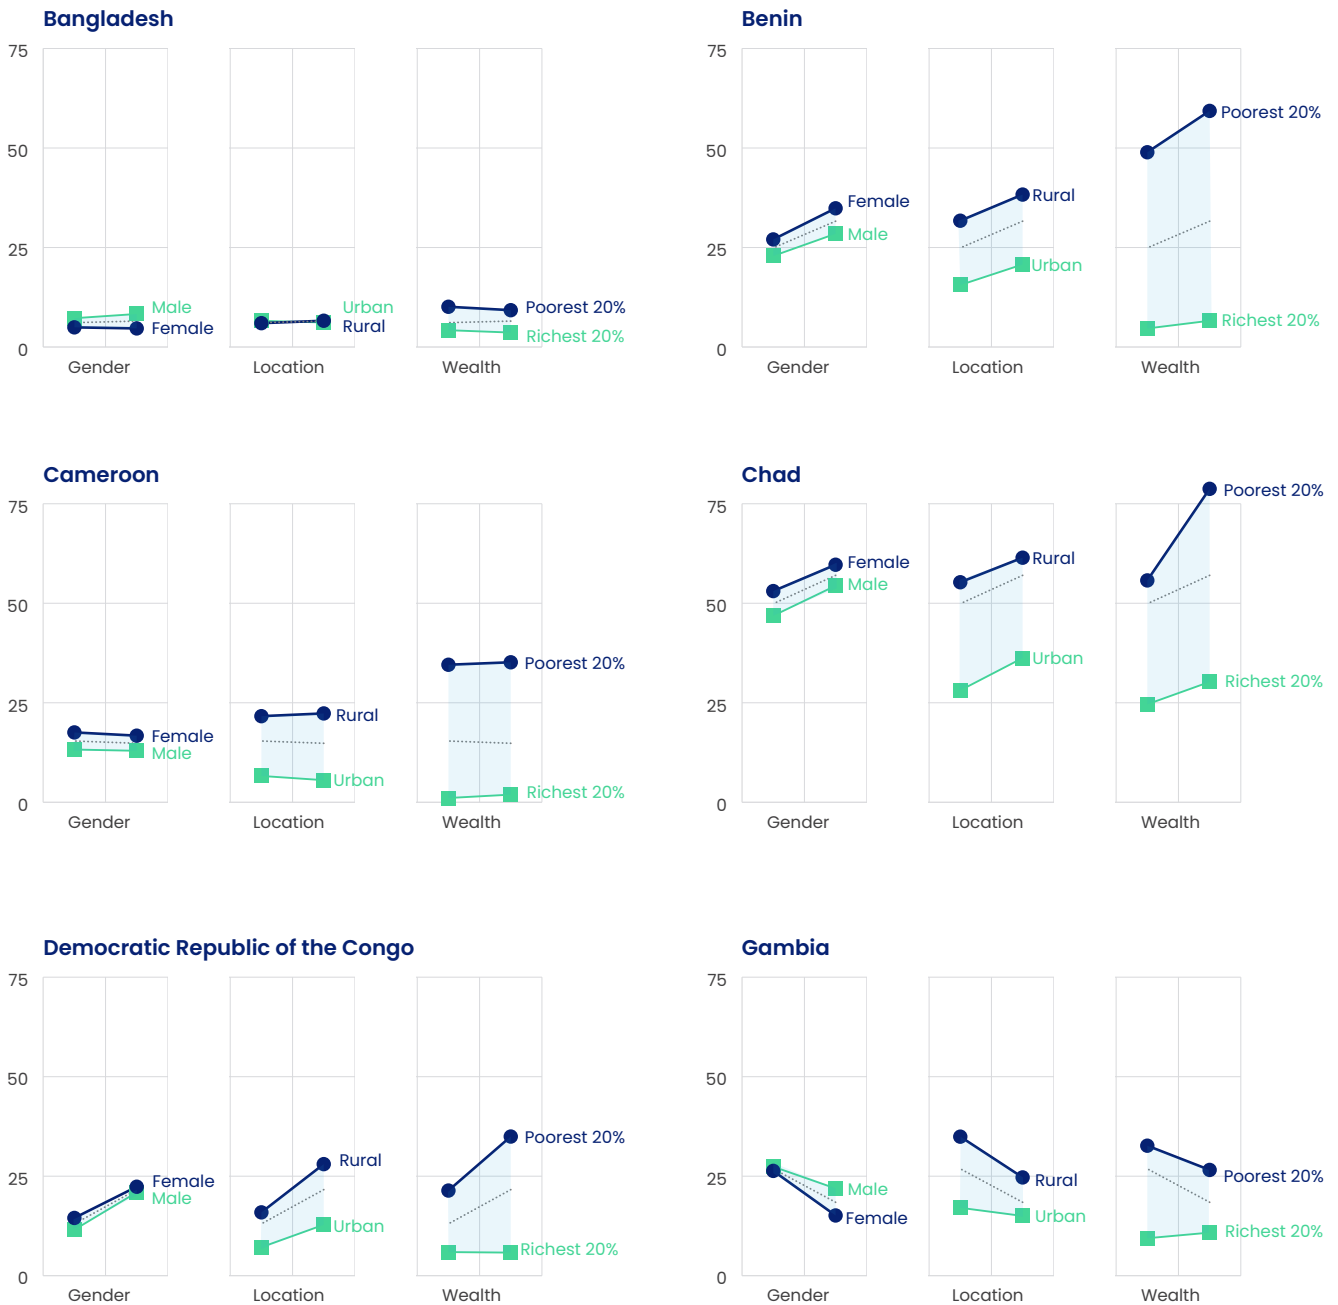 Bangladesh
75
50
25
0
Male
Female
Gender
Urban
Rural
Location
Poorest 20%
Richest 20%
Wealth
Benin
75
50
25
0
Female
Male
Gender
Rural
Urban
Location
Poorest 20%
Richest 20%
Wealth
Cameroon
75
50
25
0
Female
Male
Gender
Rural
Urban
Location
Poorest 20%
Richest 20%
Wealth
Chad
75
50
25
0
Female
Male
Gender
Rural
Urban
Location
Poorest 20%
Richest 20%
Wealth
Democratic Republic of the Congo
75
50
25
0
Female
Male
Gender
Rural
Urban
Location
Poorest 20%
Richest 20%
Wealth
Gambia
75
50
25
0
Male
Female
Gender
Rural
Urban
Location
Poorest 20%
Richest 20%
Wealth